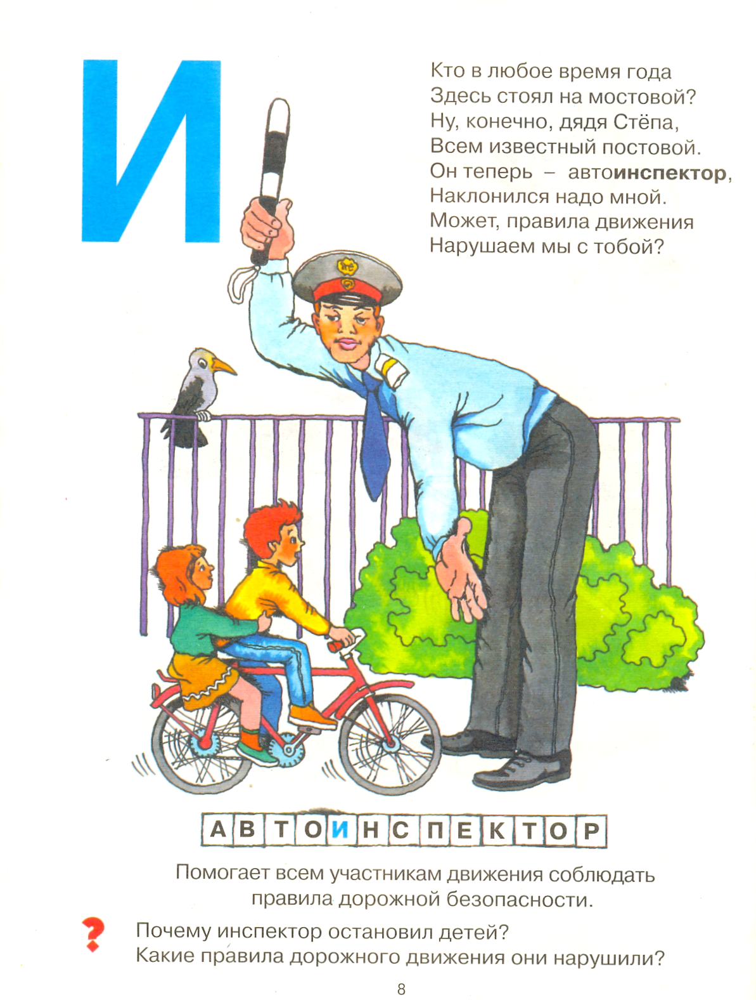 И
Кто в любое время года
Здесь стоял на мостовой?
Ну, конечно, дядя Стёпа,
Всем известный постовой.
Он теперь – автоинспектор,
Наклонился надо мной.
Может, правила движения
Нарушаем мы с тобой?
АВТОИНСПЕКТОР
Помогает всем участникам движения соблюдать
правила дорожной безопасности.
? Почему инспектор остановил детей?
Какие правила дорожного движения они нарушили?
8